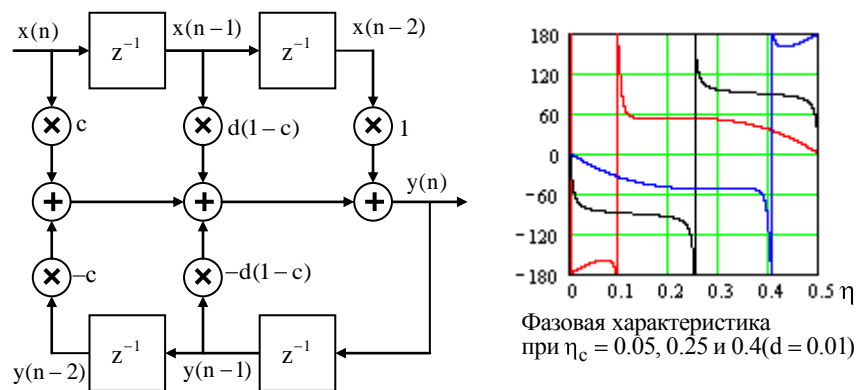 x(n)
x(n−1)
x(n−2)
z⁻¹
z⁻¹
c
d(1−c)
1
y(n)
−c
−d(1−c)
z⁻¹
z⁻¹
y(n−2)
y(n−1)
180
120
60
0
−60
−120
−180
0 0.1 0.2 0.3 0.4 0.5 η
Фазовая характеристика
при η_c = 0.05, 0.25 и 0.4(d = 0.01)